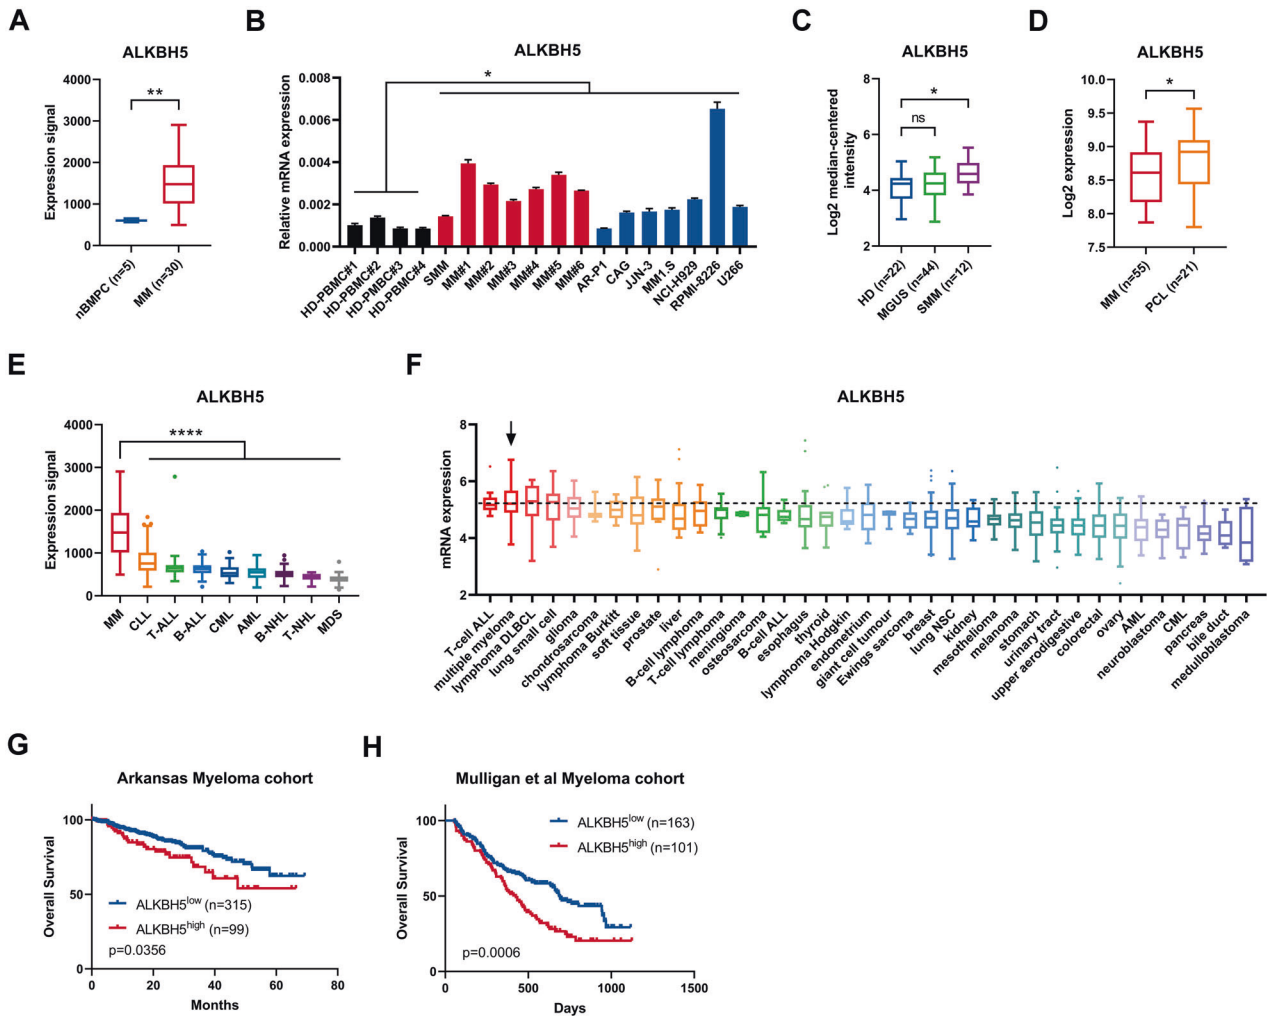 A
ALKBH5
Expression signal
4000
3000
2000
1000
0
**
nBMPC (n=5)
MM (n=30)
B
ALKBH5
Relative mRNA expression
0.008
0.006
0.004
0.002
0.000
*
HD-PBMC#1
HD-PBMC#2
HD-PMBC#3
HD-PBMC#4
SMM
MM#1
MM#2
MM#3
MM#4
MM#5
MM#6
AR-P1
CAG
JJN-3
MM1.S
NCI-H929
RPMI-8226
U266
C
ALKBH5
Log2 median-centered
intensity
8
6
4
2
*
ns
HD (n=22)
MGUS (n=44)
SMM (n=12)
D
ALKBH5
Log2 expression
10.0
9.5
9.0
8.5
8.0
7.5
*
MM (n=55)
PCL (n=21)
E
ALKBH5
Expression signal
4000
3000
2000
1000
0
****
MM
CLL
T-ALL
B-ALL
CML
AML
B-NHL
T-NHL
MDS
F
ALKBH5
mRNA expression
8
6
4
2
T-cell ALL
multiple myeloma
lymphoma DLBCL
lung small cell
glioma
chondrosarcoma
lymphoma Burkitt
soft tissue
prostate
liver
B-cell lymphoma
T-cell lymphoma
meningioma
osteosarcoma
B-cell ALL
esophagus
thyroid
lymphoma Hodgkin
endometrium
giant cell tumour
Ewings sarcoma
breast
lung NSC
kidney
mesothelioma
melanoma
stomach
urinary tract
upper aerodigestive
colorectal
ovary
AML
neuroblastoma
CML
pancreas
bile duct
medulloblastoma
G
Arkansas Myeloma cohort
Overall Survival
100
50
0
ALKBH5low (n=315)
ALKBH5high (n=99)
p=0.0356
0 20 40 60 80
Months
H
Mulligan et al Myeloma cohort
Overall Survival
100
50
0
ALKBH5low (n=163)
ALKBH5high (n=101)
p=0.0006
0 500 1000 1500
Days